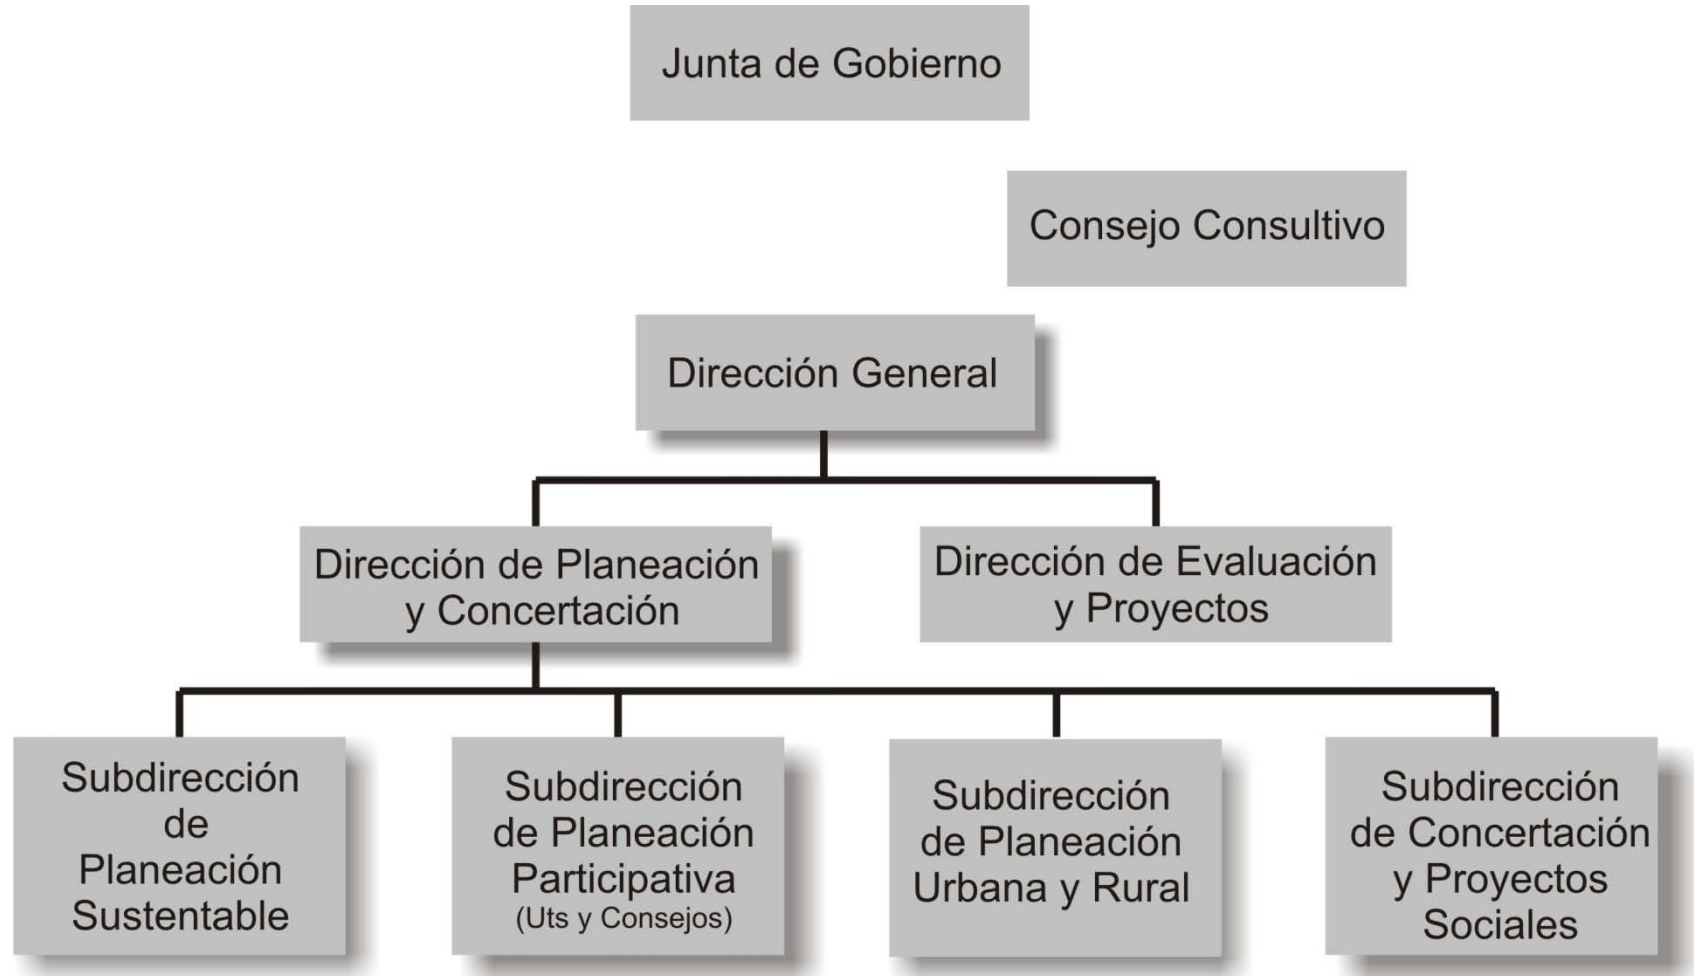 Junta de Gobierno
Consejo Consultivo
Dirección General
Dirección de Planeación
y Concertación
Dirección de Evaluación
y Proyectos
Subdirección
de
Planeación
Sustentable
Subdirección
de Planeación
Participativa
(Uts y Consejos)
Subdirección
de Planeación
Urbana y Rural
Subdirección
de Concertación
y Proyectos
Sociales